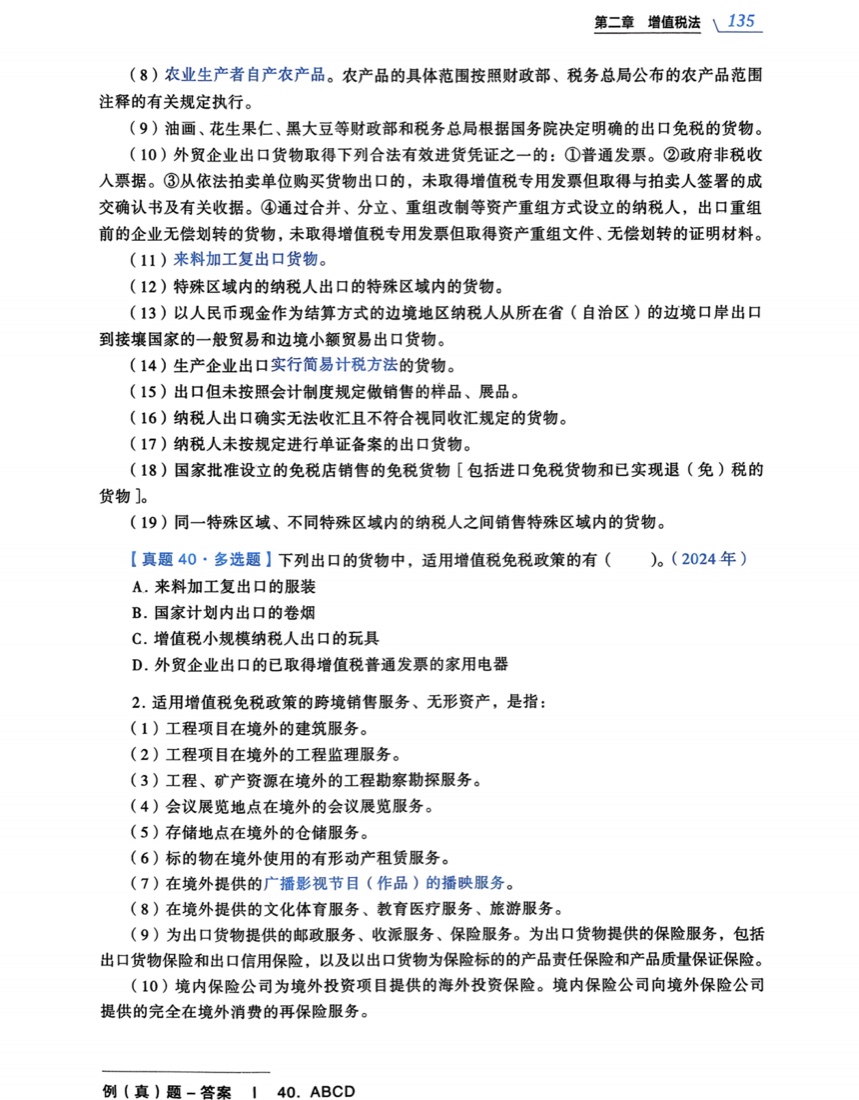 第二章 增值税法 135
(8)农业生产者自产农产品。农产品的具体范围按照财政部、税务总局公布的农产品范围
注释的有关规定执行。
(9)油画、花生果仁、黑大豆等财政部和税务总局根据国务院决定明确的出口免税的货物。
(10)外贸企业出口货物取得下列合法有效进货凭证之一的：①普通发票。②政府非税收
人票据。③从依法拍卖单位购买货物出口的，未取得增值税专用发票但取得与拍卖人签署的成
交确认书及有关收据。④通过合并、分立、重组改制等资产重组方式设立的纳税人，出口重组
前的企业无偿划转的货物，未取得增值税专用发票但取得资产重组文件、无偿划转的证明材料。
(11)来料加工复出口货物。
(12)特殊区域内的纳税人出口的特殊区域内的货物。
(13)以人民币现金作为结算方式的边境地区纳税人从所在省(自治区)的边境口岸出口
到接壤国家的一般贸易和边境小额贸易出口货物。
(14)生产企业出口实行简易计税方法的货物。
(15)出口但未按照会计制度规定做销售的样品、展品。
(16)纳税人出口确实无法收汇且不符合视同收汇规定的货物。
(17)纳税人未按规定进行单证备案的出口货物。
(18)国家批准设立的免税店销售的免税货物[包括进口免税货物和已实现退(免)税的
货物]。
(19)同一特殊区域、不同特殊区域内的纳税人之间销售特殊区域内的货物。
【真题40·多选题】下列出口的货物中，适用增值税免税政策的有( )。(2024年)
A. 来料加工复出口的服装
B. 国家计划内出口的卷烟
C. 增值税小规模纳税人出口的玩具
D. 外贸企业出口的已取得增值税普通发票的家用电器
2. 适用增值税免税政策的跨境销售服务、无形资产，是指：
(1)工程项目在境外的建筑服务。
(2)工程项目在境外的工程监理服务。
(3)工程、矿产资源在境外的工程勘察勘探服务。
(4)会议展览地点在境外的会议展览服务。
(5)存储地点在境外的仓储服务。
(6)标的物在境外使用的有形动产租赁服务。
(7)在境外提供的广播影视节目(作品)的播映服务。
(8)在境外提供的文化体育服务、教育医疗服务、旅游服务。
(9)为出口货物提供的邮政服务、收派服务、保险服务。为出口货物提供的保险服务，包括
出口货物保险和出口信用保险，以及以出口货物为保险标的的产品责任保险和产品质量保证保险。
(10)境内保险公司为境外投资项目提供的海外投资保险。境内保险公司向境外保险公司
提供的完全在境外消费的再保险服务。
例(真)题-答案 | 40. ABCD